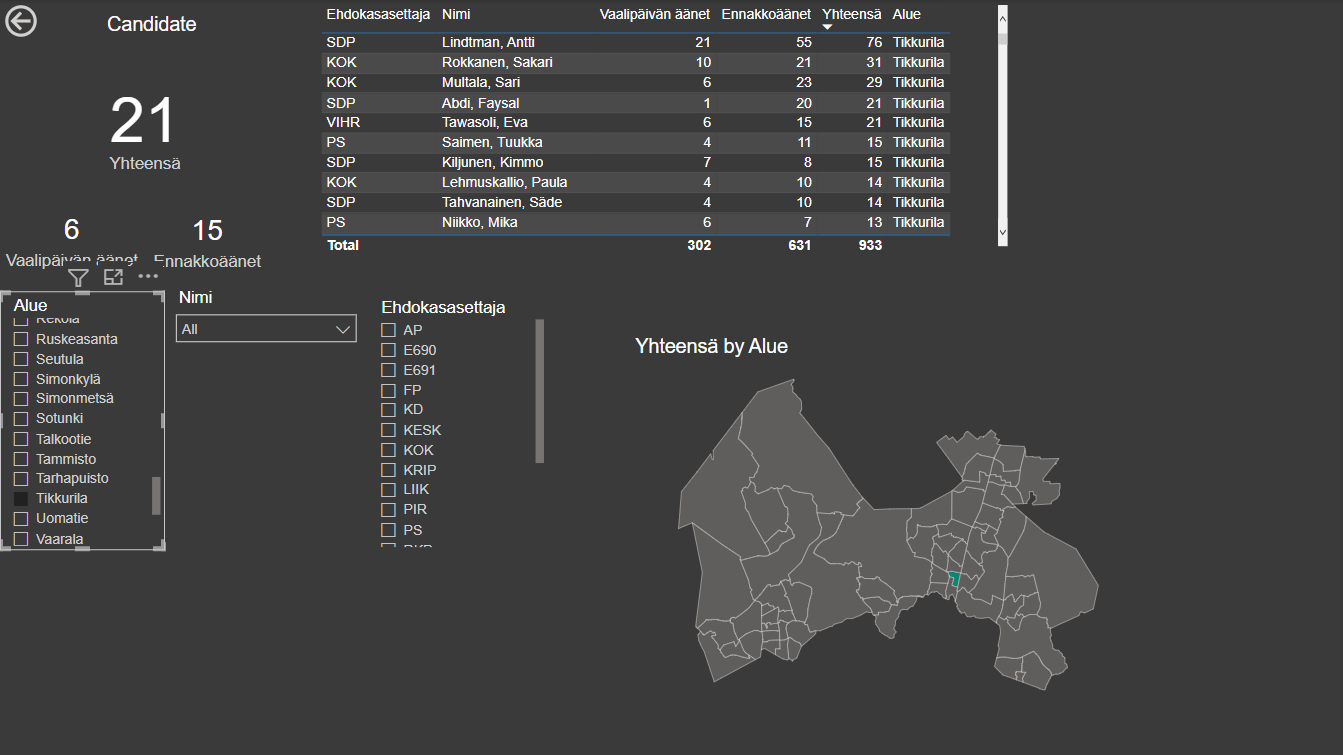 Candidate
21
Yhteensä
6
15
Vaalipäivän äänet
Ennakkoäänet
Ehdokasasettaja Nimi Vaalipäivän äänet Ennakkoäänet Yhteensä Alue
SDP Lindtman, Antti 21 55 76 Tikkurila
KOK Rokkanen, Sakari 10 21 31 Tikkurila
KOK Multala, Sari 6 23 29 Tikkurila
SDP Abdi, Faysal 1 20 21 Tikkurila
VIHR Tawasoli, Eva 6 15 21 Tikkurila
PS Saimen, Tuukka 4 11 15 Tikkurila
SDP Kiljunen, Kimmo 7 8 15 Tikkurila
KOK Lehmuskallio, Paula 4 10 14 Tikkurila
SDP Tahvanainen, Säde 4 10 14 Tikkurila
PS Niikko, Mika 6 7 13 Tikkurila
Total 302 631 933
Alue
Rekola
Ruskeasanta
Seutula
Simonkylä
Simonmetsä
Sotunki
Talkootie
Tammisto
Tarhapuisto
Tikkurila
Uomatie
Vaarala
Nimi
All
Ehdokasasettaja
AP
E690
E691
FP
KD
KESK
KOK
KRIP
LIIK
PIR
PS
Yhteensä by Alue